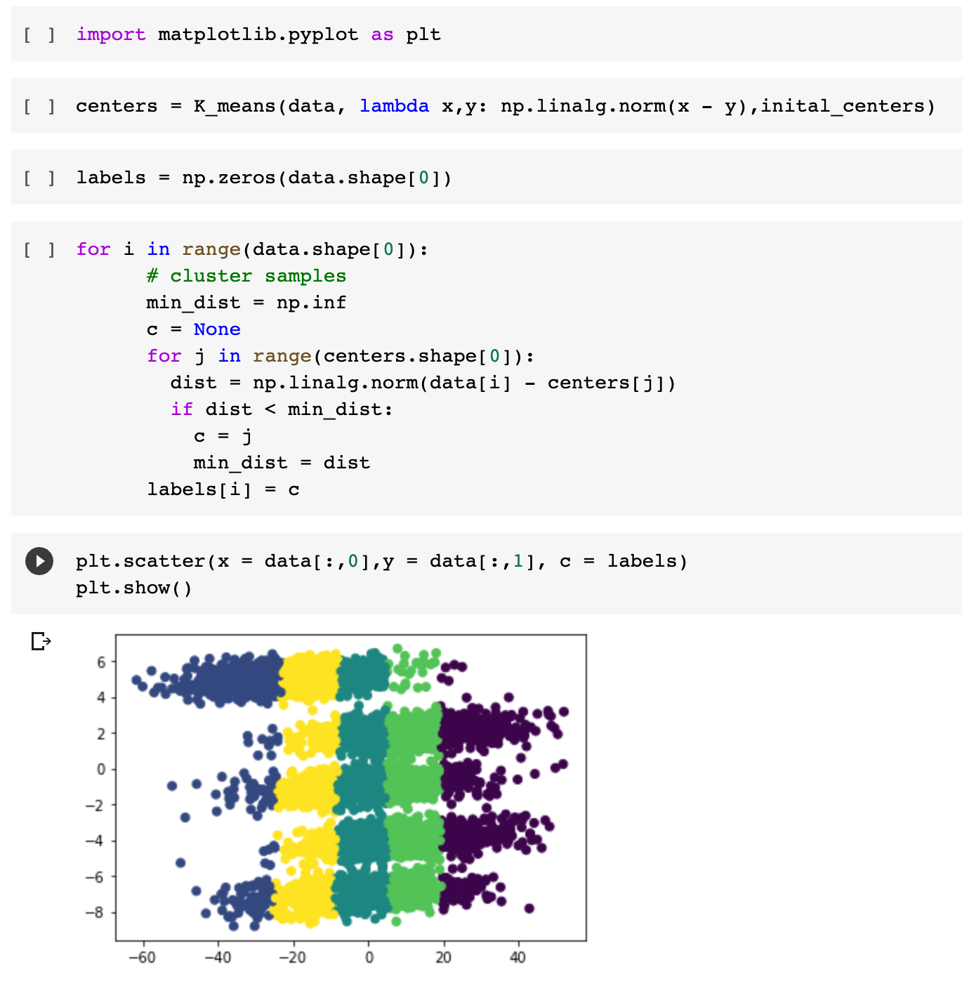 [ ] import matplotlib.pyplot as plt
[ ] centers = K_means(data, lambda x,y: np.linalg.norm(x - y),inital_centers)
[ ] labels = np.zeros(data.shape[0])
[ ] for i in range(data.shape[0]):
# cluster samples
min_dist = np.inf
c = None
for j in range(centers.shape[0]):
dist = np.linalg.norm(data[i] - centers[j])
if dist < min_dist:
c = j
min_dist = dist
labels[i] = c
plt.scatter(x = data[:,0],y = data[:,1], c = labels)
plt.show()
6
4
2
0
−2
−4
−6
−8
−60 −40 −20 0 20 40